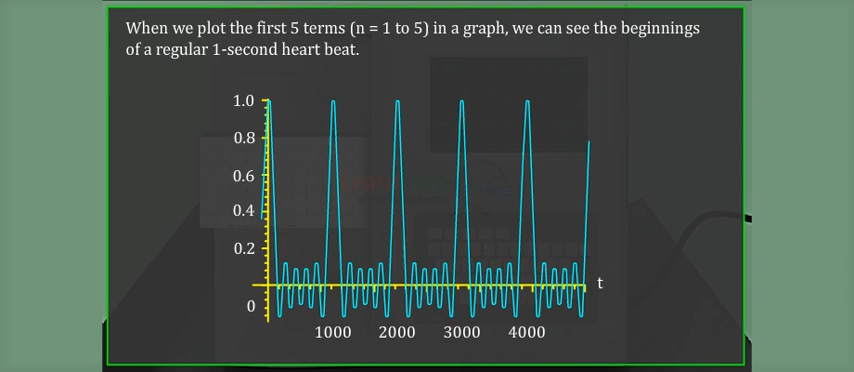 When we plot the first 5 terms (n = 1 to 5) in a graph, we can see the beginnings
of a regular 1-second heart beat.
1.0
0.8
0.6
0.4
0.2
t
0
1000 2000 3000 4000